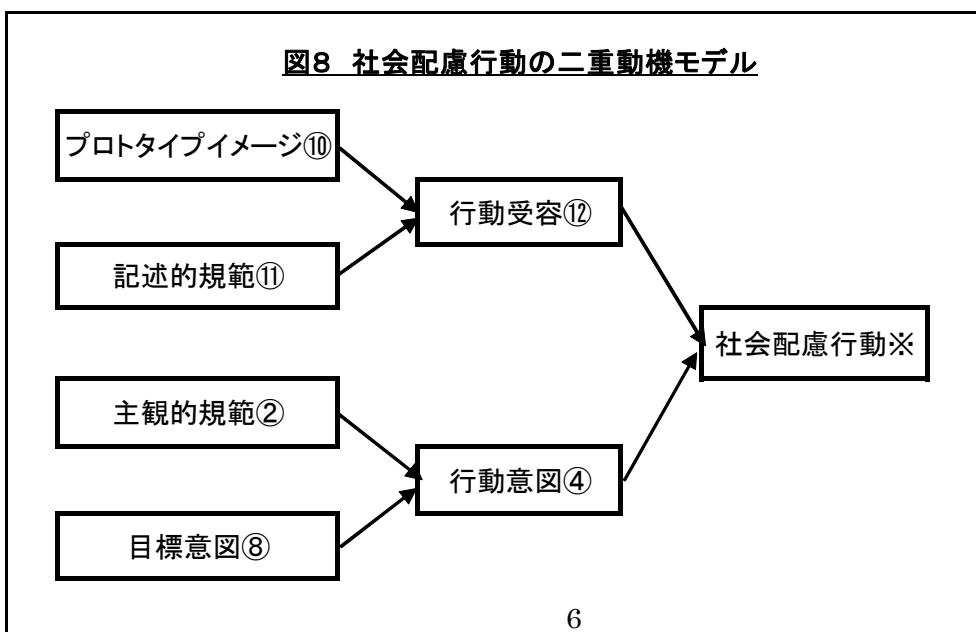 図8 社会配慮行動の二重動機モデル
プロトタイプイメージ⑩
行動受容⑫
記述的規範⑪
社会配慮行動※
主観的規範②
行動意図④
目標意図⑧
6